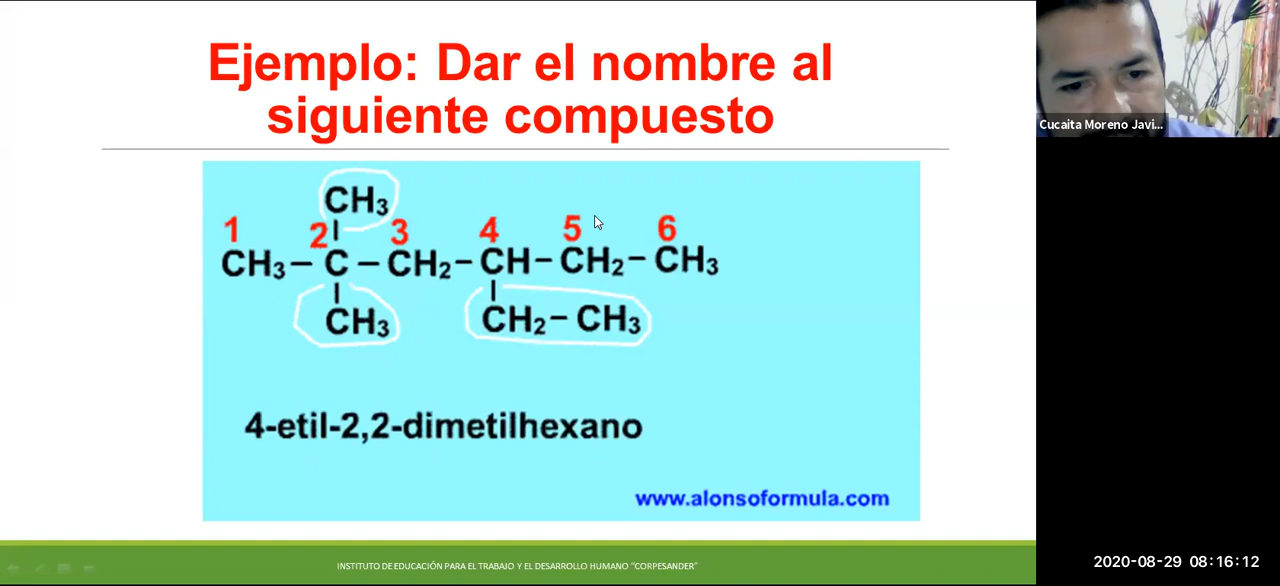 Ejemplo: Dar el nombre al
siguiente compuesto
Cucaita Moreno Javi...
CH₃
1 2 3 4 5 6
CH₃ – C – CH₂ – CH – CH₂ – CH₃
CH₃ CH₂ – CH₃
4-etil-2,2-dimetilhexano
www.alonsoformula.com
INSTITUTO DE EDUCACIÓN PARA EL TRABAJO Y EL DESARROLLO HUMANO "CORPESANDER"
2020-08-29 08:16:12